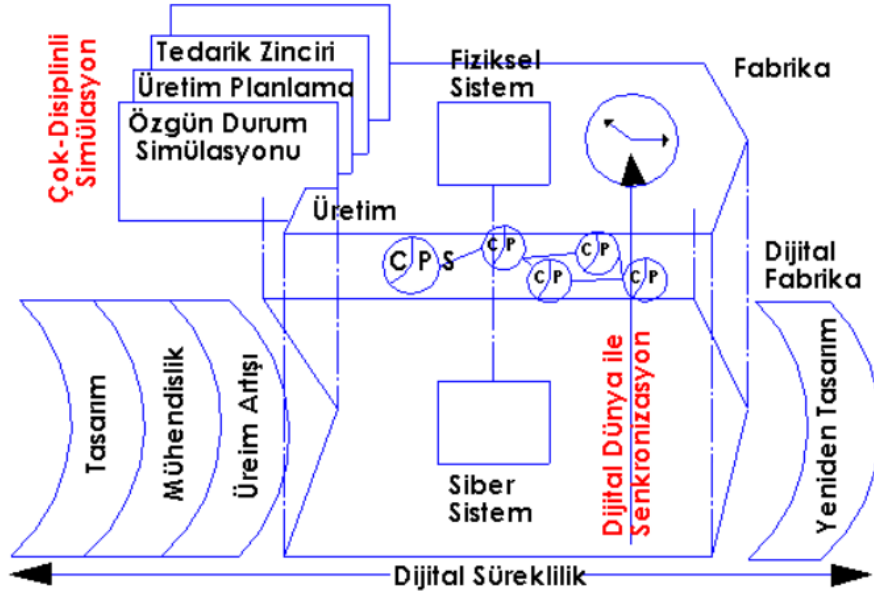 Çok-Disiplinli
Simülasyon
Tedarik Zinciri
Üretim Planlama
Özgün Durum
Simülasyonu
Üretim
Fiziksel
Sistem
Fabrika
C P S
C P
C P
C P
C P
Dijital
Fabrika
Tasarım
Mühendislik
Üreim Artışı
Siber
Sistem
Dijital Dünya ile
Senkronizasyon
Yeniden Tasarım
Dijital Süreklilik